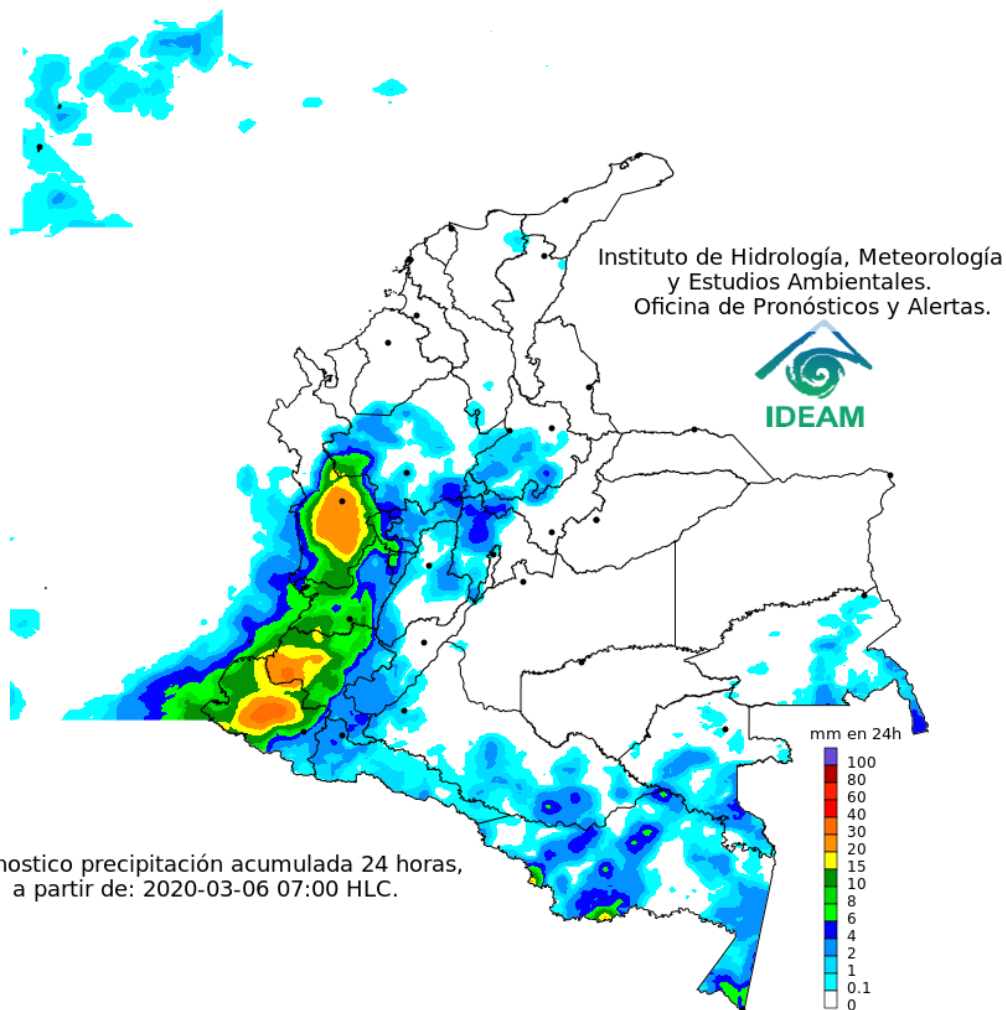 Instituto de Hidrología, Meteorología
y Estudios Ambientales.
Oficina de Pronósticos y Alertas.
IDEAM
mm en 24h
100
80
60
40
30
20
15
10
8
6
4
2
1
0.1
0
nostico precipitación acumulada 24 horas,
a partir de: 2020-03-06 07:00 HLC.